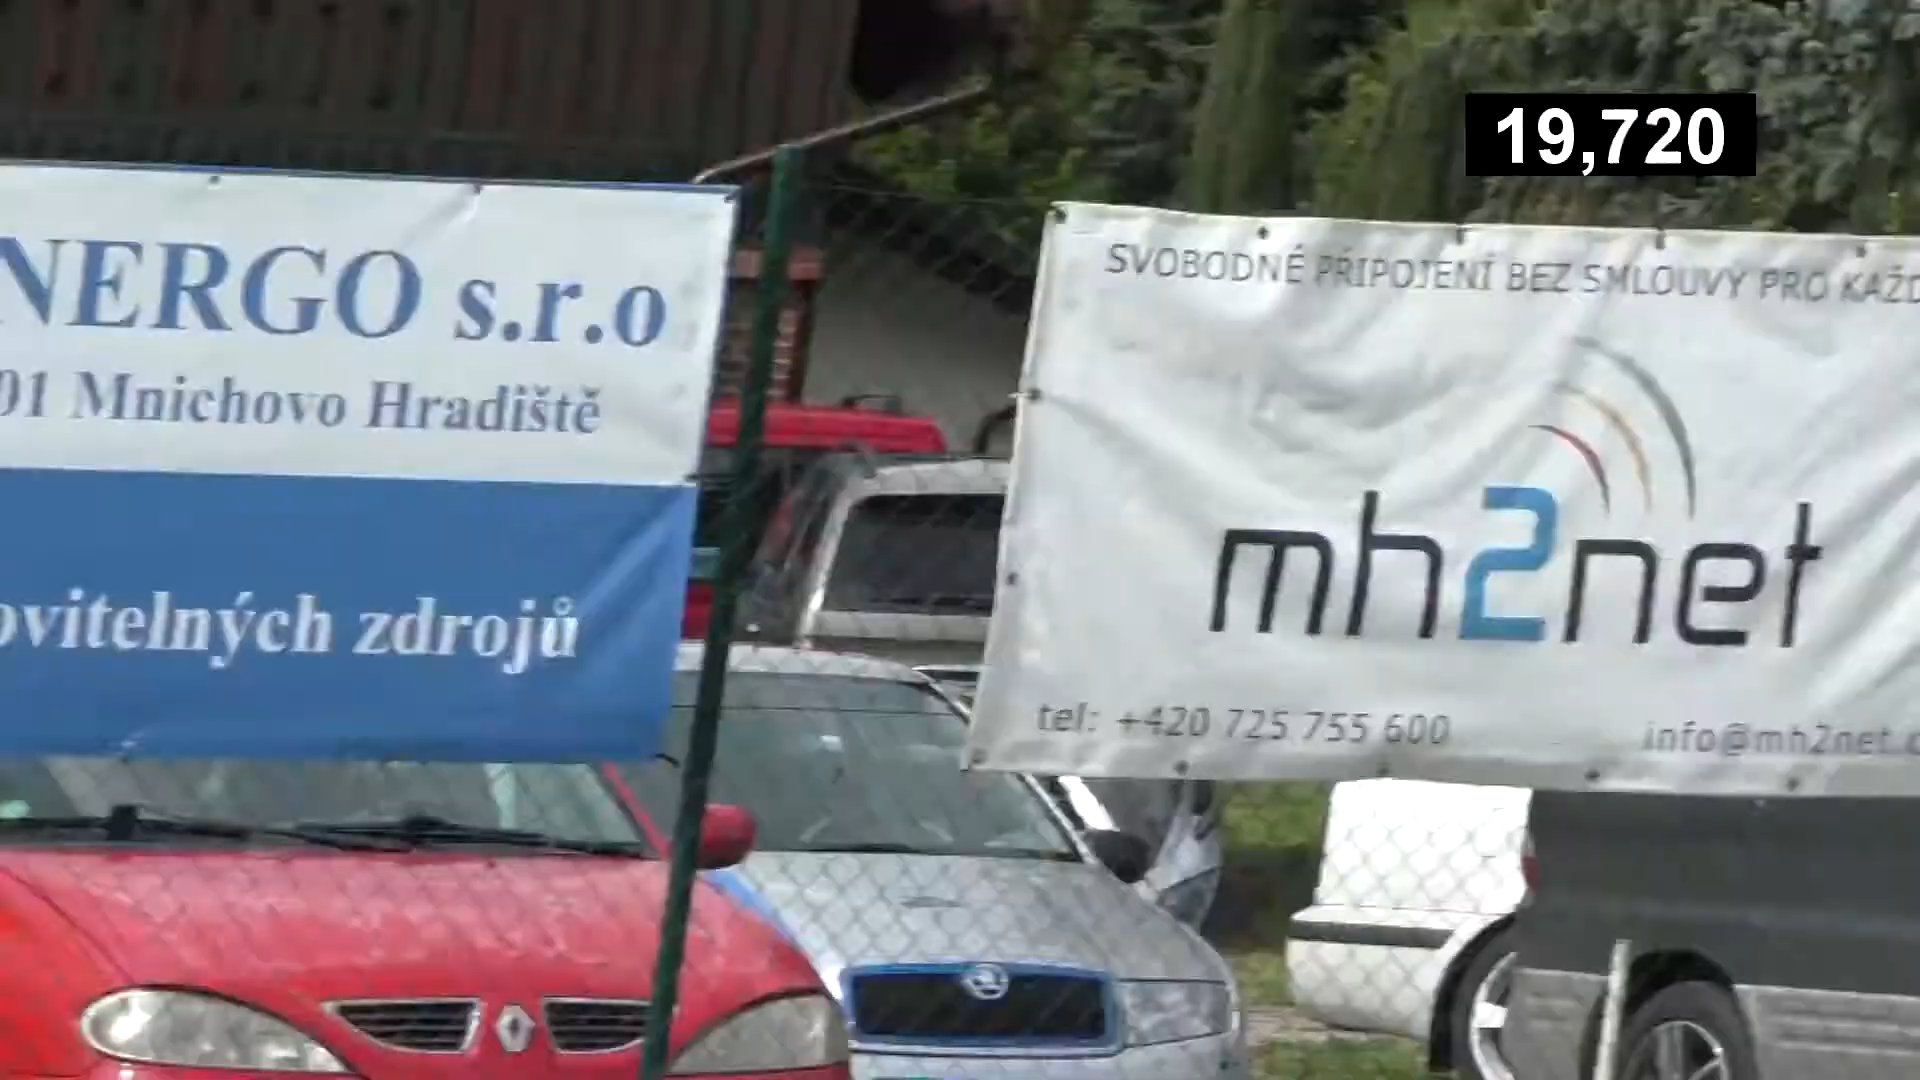 19,720
NERGO s.r.o
01 Mnichovo Hradiště
ovitelných zdrojů
SVOBODNÉ PŘIPOJENÍ BEZ SMLOUVY PRO KAŽD
mh2net
tel: +420 725 755 600
info@mh2net.c